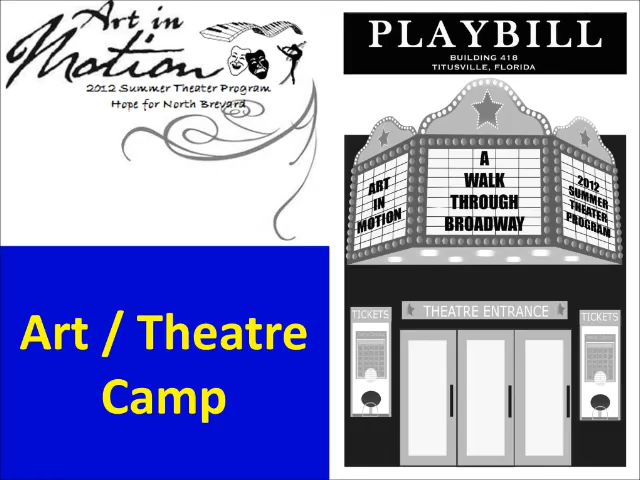 Art in
Motion
2012 Summer Theater Program
Hope for North Brevard
Art / Theatre
Camp
PLAYBILL
BUILDING 418
TITUSVILLE, FLORIDA
ART
IN
MOTION
A
WALK
THROUGH
BROADWAY
2012
SUMMER
THEATER
PROGRAM
THEATRE ENTRANCE
TICKETS
TICKETS